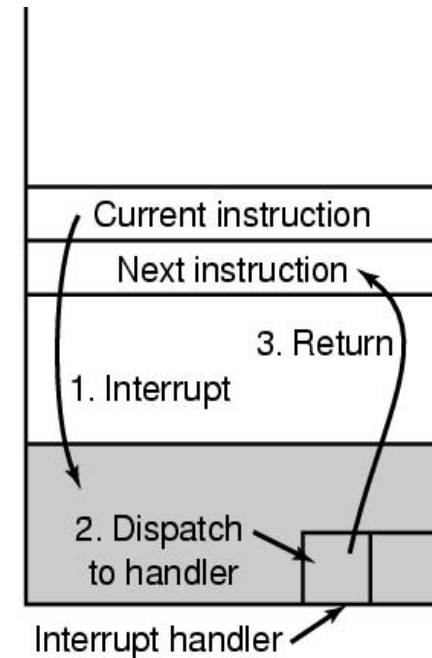 Current instruction
Next instruction
3. Return
1. Interrupt
2. Dispatch
to handler
Interrupt handler